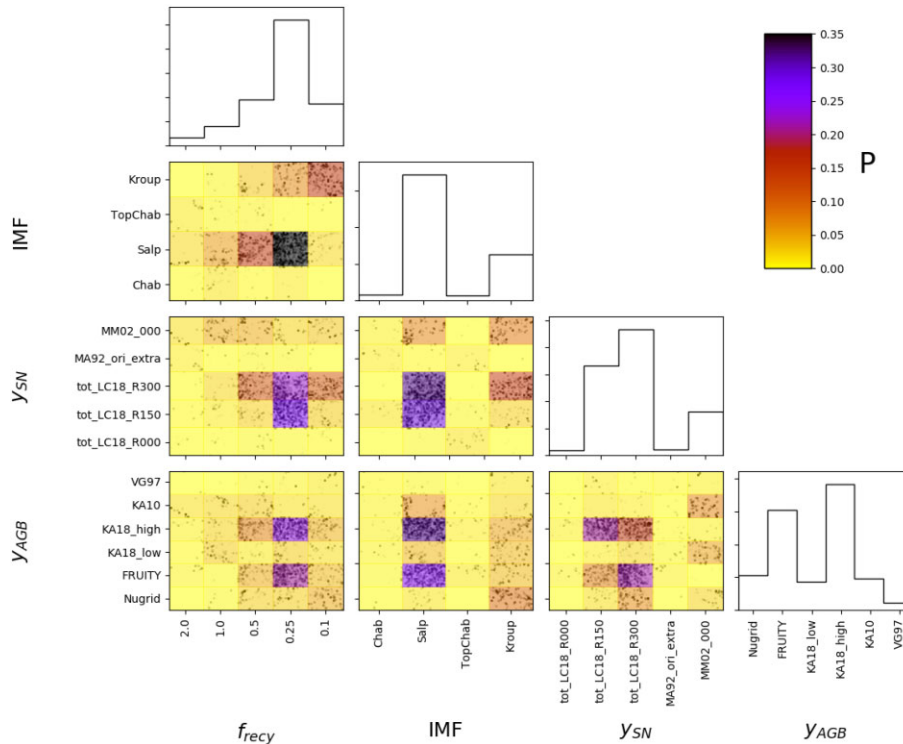 0.35
0.30
0.25
0.20
0.15
0.10
0.05
0.00
P
IMF
Kroup
TopChab
Salp
Chab
y_SN
MM02_000
MA92_ori_extra
tot_LC18_R300
tot_LC18_R150
tot_LC18_R000
y_AGB
VG97
KA10
KA18_high
KA18_low
FRUITY
Nugrid
2.0 1.0 0.5 0.25 0.1
Chab Salp TopChab Kroup
tot_LC18_R000 tot_LC18_R150 tot_LC18_R300 MA92_ori_extra MM02_000
Nugrid FRUITY KA18_low KA18_high KA10 VG97
f_recy IMF y_SN y_AGB